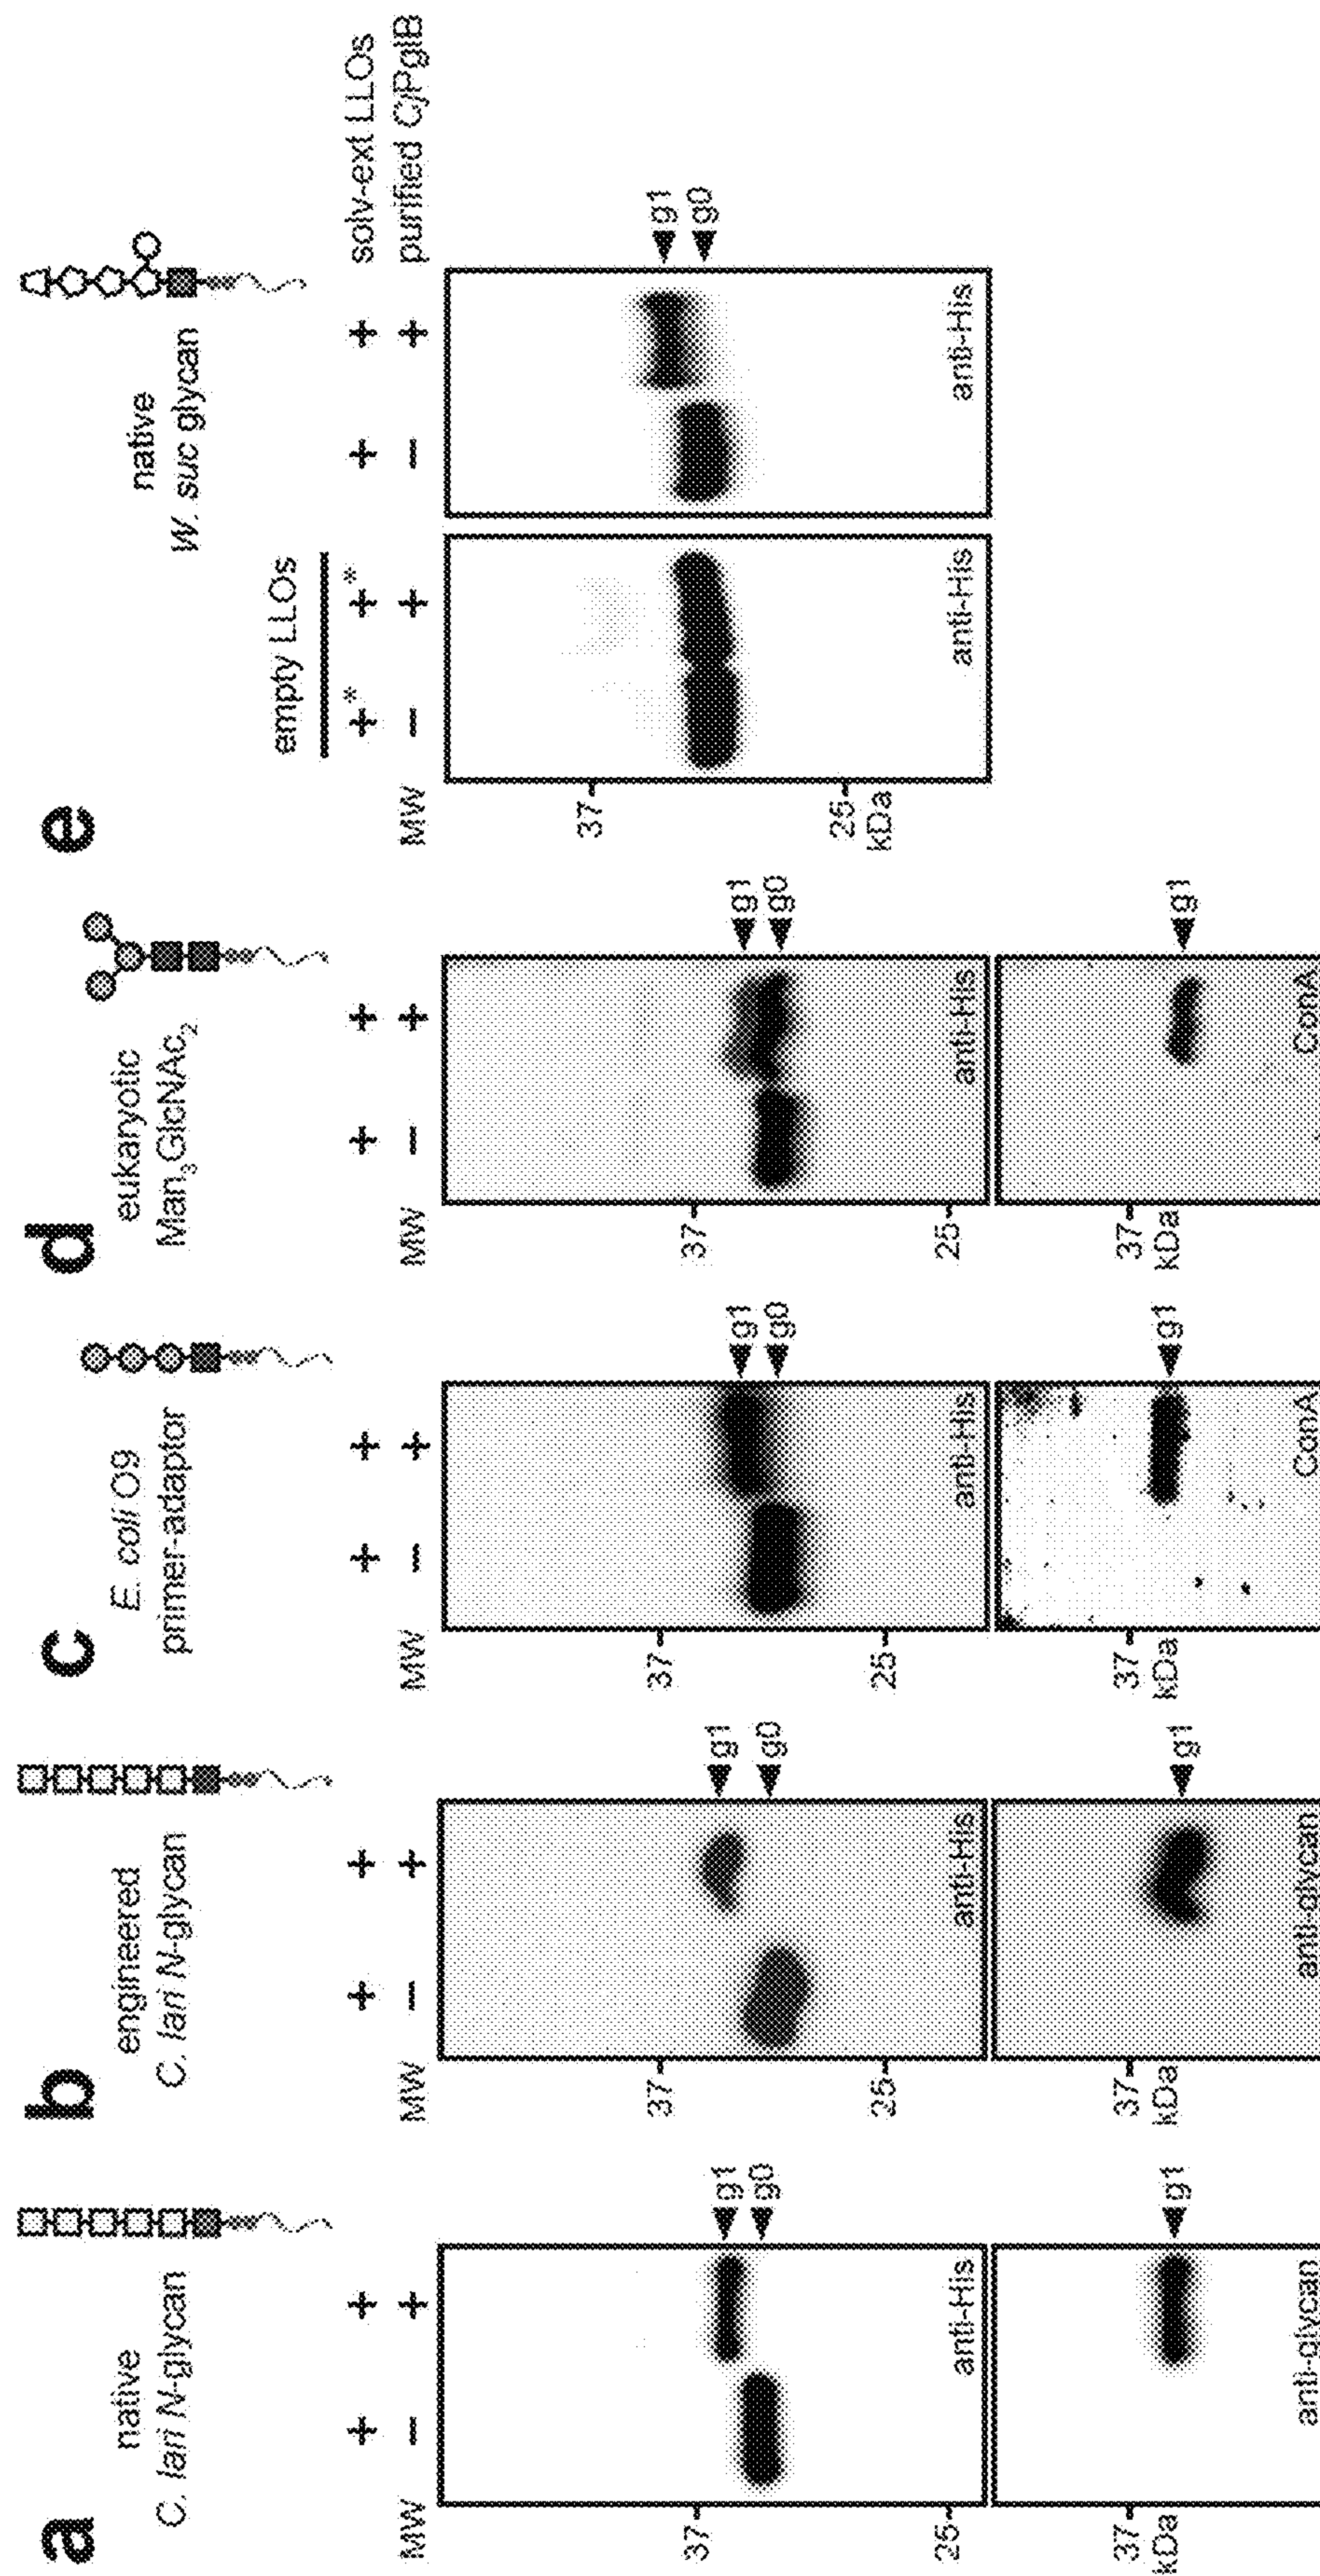 a
native
C. lari N-glycan
MW + +
− +
37
25
anti-His
g1
g0
37
kDa
anti-glycan
g1
b
engineered
C. lari N-glycan
MW + +
− +
37
25
anti-His
g1
g0
37
kDa
anti-glycan
g1
c
E. coli O9
primer-adaptor
MW + +
− +
37
25
anti-His
g1
g0
37
kDa
ConA
g1
d
eukaryotic
Man3GlcNAc2
MW + +
− +
37
25
anti-His
g1
g0
37
kDa
ConA
g1
e
native
W. suc glycan
empty LLOs
+* +* + + solv-ext LLOs
MW − + − + purified CjPglB
37
25
kDa
anti-His
anti-His
g1
g0